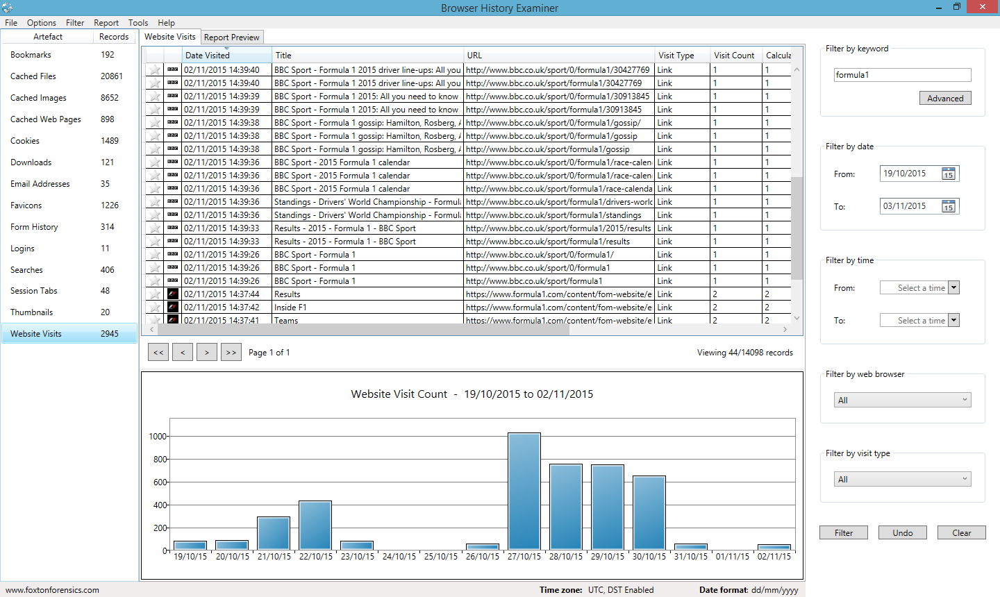 Browser History Examiner
File Options Filter Report Tools Help
Artefact Records
Bookmarks 192
Cached Files 20861
Cached Images 8652
Cached Web Pages 898
Cookies 1489
Downloads 121
Email Addresses 35
Favicons 1226
Form History 314
Logins 11
Searches 406
Session Tabs 48
Thumbnails 20
Website Visits 2945
Website Visits Report Preview
Date Visited Title URL Visit Type Visit Count Calcula
BBC 02/11/2015 14:39:40 BBC Sport - Formula 1 2015 driver line-ups: All you http://www.bbc.co.uk/sport/0/formula1/30427769 Link 1 1
BBC 02/11/2015 14:39:40 BBC Sport - Formula 1 2015 driver line-ups: All you http://www.bbc.co.uk/sport/formula1/30427769 Link 1 1
BBC 02/11/2015 14:39:39 BBC Sport - Formula 1 2015: All you need to know http://www.bbc.co.uk/sport/0/formula1/30913845 Link 1 1
BBC 02/11/2015 14:39:39 BBC Sport - Formula 1 2015: All you need to know http://www.bbc.co.uk/sport/formula1/30913845 Link 1 1
BBC 02/11/2015 14:39:38 BBC Sport - Formula 1 gossip: Hamilton, Rosberg, A http://www.bbc.co.uk/sport/0/formula1/gossip/ Link 1 1
BBC 02/11/2015 14:39:38 BBC Sport - Formula 1 gossip: Hamilton, Rosberg, A http://www.bbc.co.uk/sport/0/formula1/gossip Link 1 1
BBC 02/11/2015 14:39:38 BBC Sport - Formula 1 gossip: Hamilton, Rosberg, A http://www.bbc.co.uk/sport/formula1/gossip Link 1 1
BBC 02/11/2015 14:39:36 BBC Sport - 2015 Formula 1 calendar http://www.bbc.co.uk/sport/0/formula1/race-calen Link 1 1
BBC 02/11/2015 14:39:36 BBC Sport - 2015 Formula 1 calendar http://www.bbc.co.uk/sport/0/formula1/race-calen Link 1 1
BBC 02/11/2015 14:39:36 BBC Sport - 2015 Formula 1 calendar http://www.bbc.co.uk/sport/formula1/race-calenda Link 1 1
BBC 02/11/2015 14:39:36 Standings - Drivers' World Championship - Formula http://www.bbc.co.uk/sport/formula1/drivers-world Link 1 1
BBC 02/11/2015 14:39:36 Standings - Drivers' World Championship - Formula http://www.bbc.co.uk/sport/formula1/standings Link 1 1
BBC 02/11/2015 14:39:33 Results - 2015 - Formula 1 - BBC Sport http://www.bbc.co.uk/sport/formula1/2015/results Link 1 1
BBC 02/11/2015 14:39:33 Results - 2015 - Formula 1 - BBC Sport http://www.bbc.co.uk/sport/formula1/results Link 1 1
BBC 02/11/2015 14:39:26 BBC Sport - Formula 1 http://www.bbc.co.uk/sport/0/formula1/ Link 1 1
BBC 02/11/2015 14:39:26 BBC Sport - Formula 1 http://www.bbc.co.uk/sport/0/formula1 Link 1 1
BBC 02/11/2015 14:39:26 BBC Sport - Formula 1 http://www.bbc.co.uk/sport/formula1 Link 1 1
02/11/2015 14:37:44 Results https://www.formula1.com/content/fom-website/e Link 2 2
02/11/2015 14:37:42 Inside F1 https://www.formula1.com/content/fom-website/e Link 2 2
02/11/2015 14:37:41 Teams https://www.formula1.com/content/fom-website/e Link 2 2
<< < > >> Page 1 of 1 Viewing 44/14098 records
Website Visit Count - 19/10/2015 to 02/11/2015
1000
800
600
400
200
0
19/10/15 20/10/15 21/10/15 22/10/15 23/10/15 24/10/15 25/10/15 26/10/15 27/10/15 28/10/15 29/10/15 30/10/15 31/10/15 01/11/15 02/11/15
Filter by keyword
formula1
Advanced
Filter by date
From: 19/10/2015 15
To: 03/11/2015 15
Filter by time
From: Select a time
To: Select a time
Filter by web browser
All
Filter by visit type
All
Filter Undo Clear
www.foxtonforensics.com Time zone: UTC, DST Enabled Date format: dd/mm/yyyy